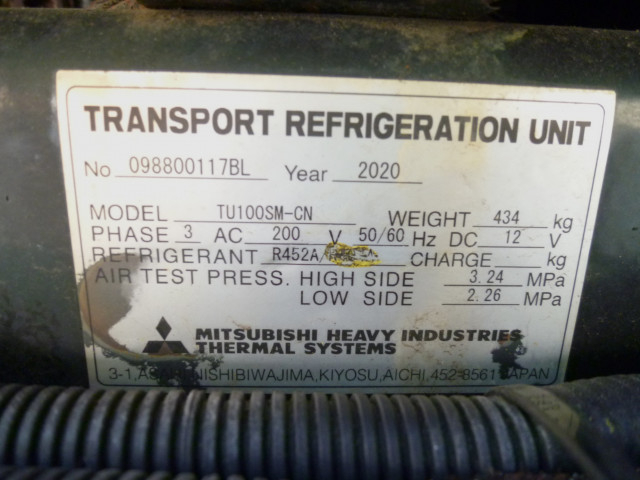 TRANSPORT REFRIGERATION UNIT
No 098800117BL Year 2020
MODEL TU100SM-CN WEIGHT 434 kg
PHASE 3 AC 200 V 50/60 Hz DC 12 V
REFRIGERANT R452A/ CHARGE kg
AIR TEST PRESS. HIGH SIDE 3.24 MPa
LOW SIDE 2.26 MPa
MITSUBISHI HEAVY INDUSTRIES
THERMAL SYSTEMS
3-1, NISHIBIWAJIMA,KIYOSU,AICHI,452-8561 JAPAN